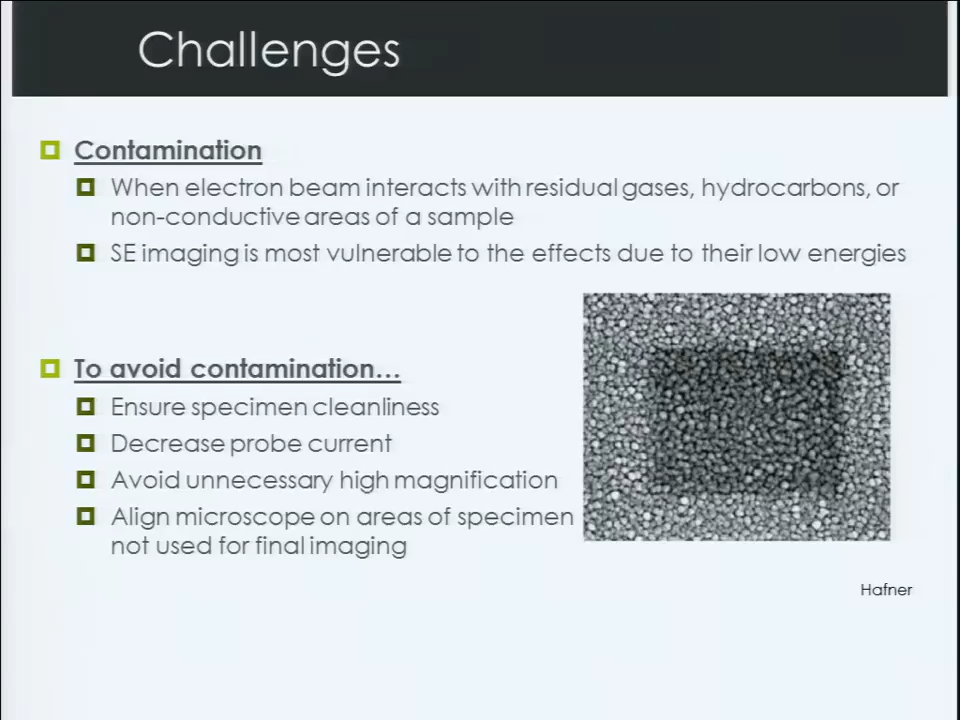 Challenges
Contamination
When electron beam interacts with residual gases, hydrocarbons, or
non-conductive areas of a sample
SE imaging is most vulnerable to the effects due to their low energies
To avoid contamination…
Ensure specimen cleanliness
Decrease probe current
Avoid unnecessary high magnification
Align microscope on areas of specimen
not used for final imaging
Hafner